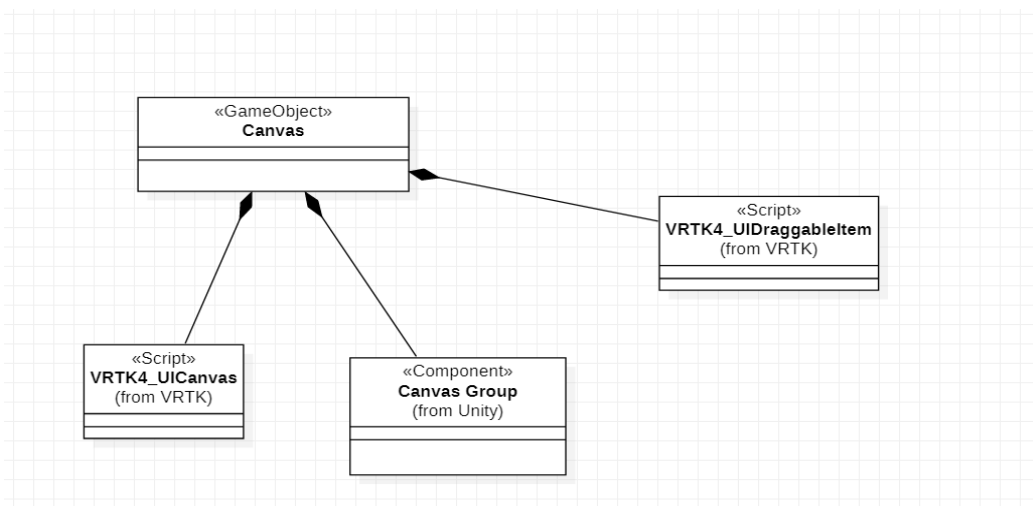 «GameObject»
Canvas
«Script»
VRTK4_UIDraggableItem
(from VRTK)
«Script»
VRTK4_UICanvas
(from VRTK)
«Component»
Canvas Group
(from Unity)